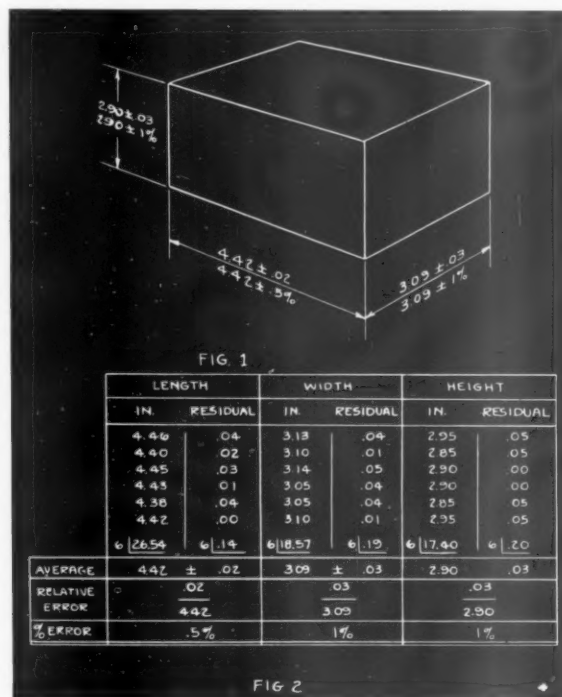 2.90 ± .03
2.90 ± 1%
4.42 ± .02
4.42 ± .5%
3.09 ± .03
3.09 ± 1%
FIG. 1
LENGTH WIDTH HEIGHT
IN. RESIDUAL IN. RESIDUAL IN. RESIDUAL
4.46 .04 3.13 .04 2.95 .05
4.40 .02 3.10 .01 2.85 .05
4.45 .03 3.14 .05 2.90 .00
4.43 .01 3.05 .04 2.90 .00
4.38 .04 3.05 .04 2.85 .05
4.42 .00 3.10 .01 2.95 .05
6 26.54 6 .14 6 18.57 6 .19 6 17.40 6 .20
AVERAGE 4.42 ± .02 3.09 ± .03 2.90 .03
RELATIVE ERROR .02 .03 .03
4.42 3.09 2.90
% ERROR .5% 1% 1%
FIG 2